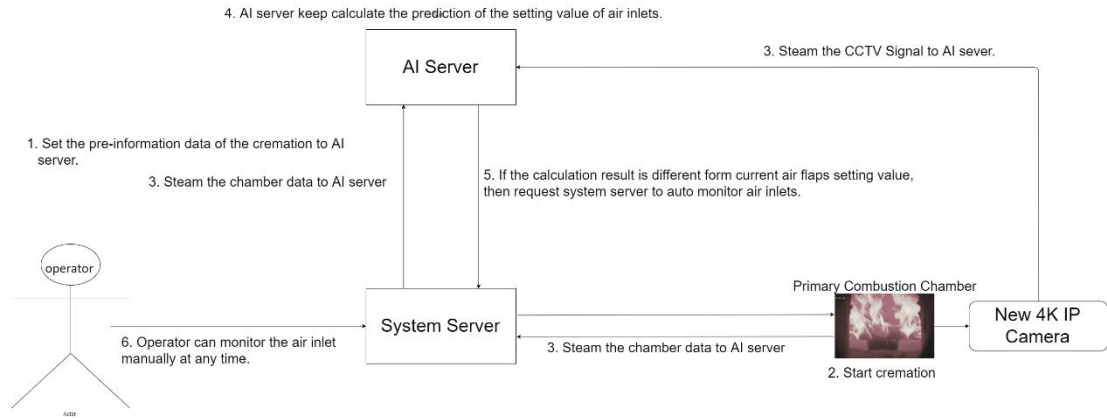 4. AI server keep calculate the prediction of the setting value of air inlets.
AI Server
3. Steam the CCTV Signal to AI sever.
1. Set the pre-information data of the cremation to AI
server.
3. Steam the chamber data to AI server
5. If the calculation result is different form current air flaps setting value,
then request system server to auto monitor air inlets.
operator
Actor
6. Operator can monitor the air inlet
manually at any time.
System Server
3. Steam the chamber data to AI server
Primary Combustion Chamber
2. Start cremation
New 4K IP
Camera